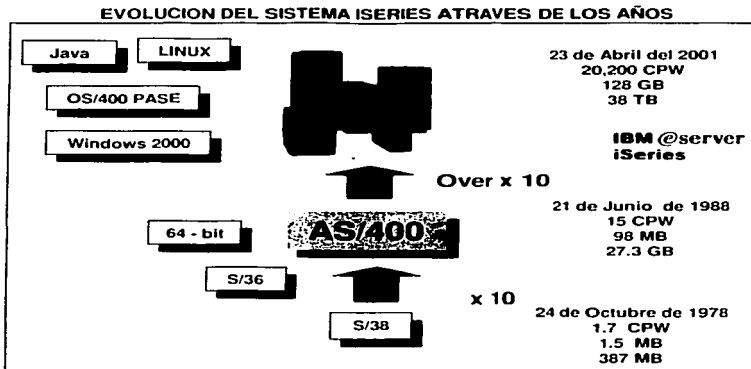 EVOLUCION DEL SISTEMA ISERIES ATRAVES DE LOS AÑOS
Java
LINUX
OS/400 PASE
Windows 2000
23 de Abril del 2001
20,200 CPW
128 GB
38 TB
IBM @server
iSeries
Over x 10
64 - bit
AS/400
21 de Junio de 1988
15 CPW
98 MB
27.3 GB
S/36
x 10
S/38
24 de Octubre de 1978
1.7 CPW
1.5 MB
387 MB